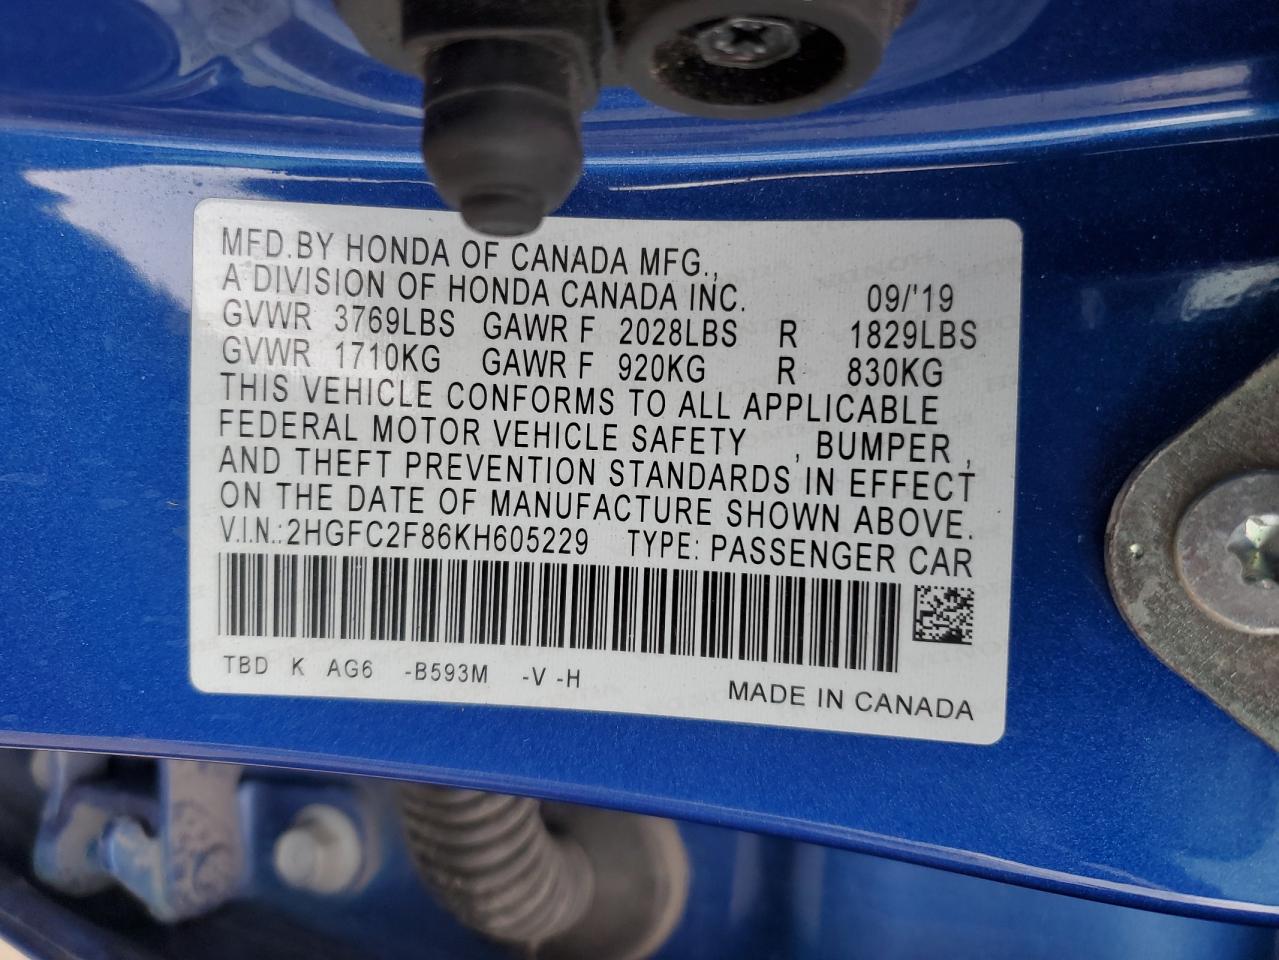 MFD.BY HONDA OF CANADA MFG.,
A DIVISION OF HONDA CANADA INC. 09/'19
GVWR 3769LBS GAWR F 2028LBS R 1829LBS
GVWR 1710KG GAWR F 920KG R 830KG
THIS VEHICLE CONFORMS TO ALL APPLICABLE
FEDERAL MOTOR VEHICLE SAFETY , BUMPER ,
AND THEFT PREVENTION STANDARDS IN EFFECT
ON THE DATE OF MANUFACTURE SHOWN ABOVE.
V.I.N.:2HGFC2F86KH605229 TYPE: PASSENGER CAR
TBD K AG6 -B593M -V -H
MADE IN CANADA